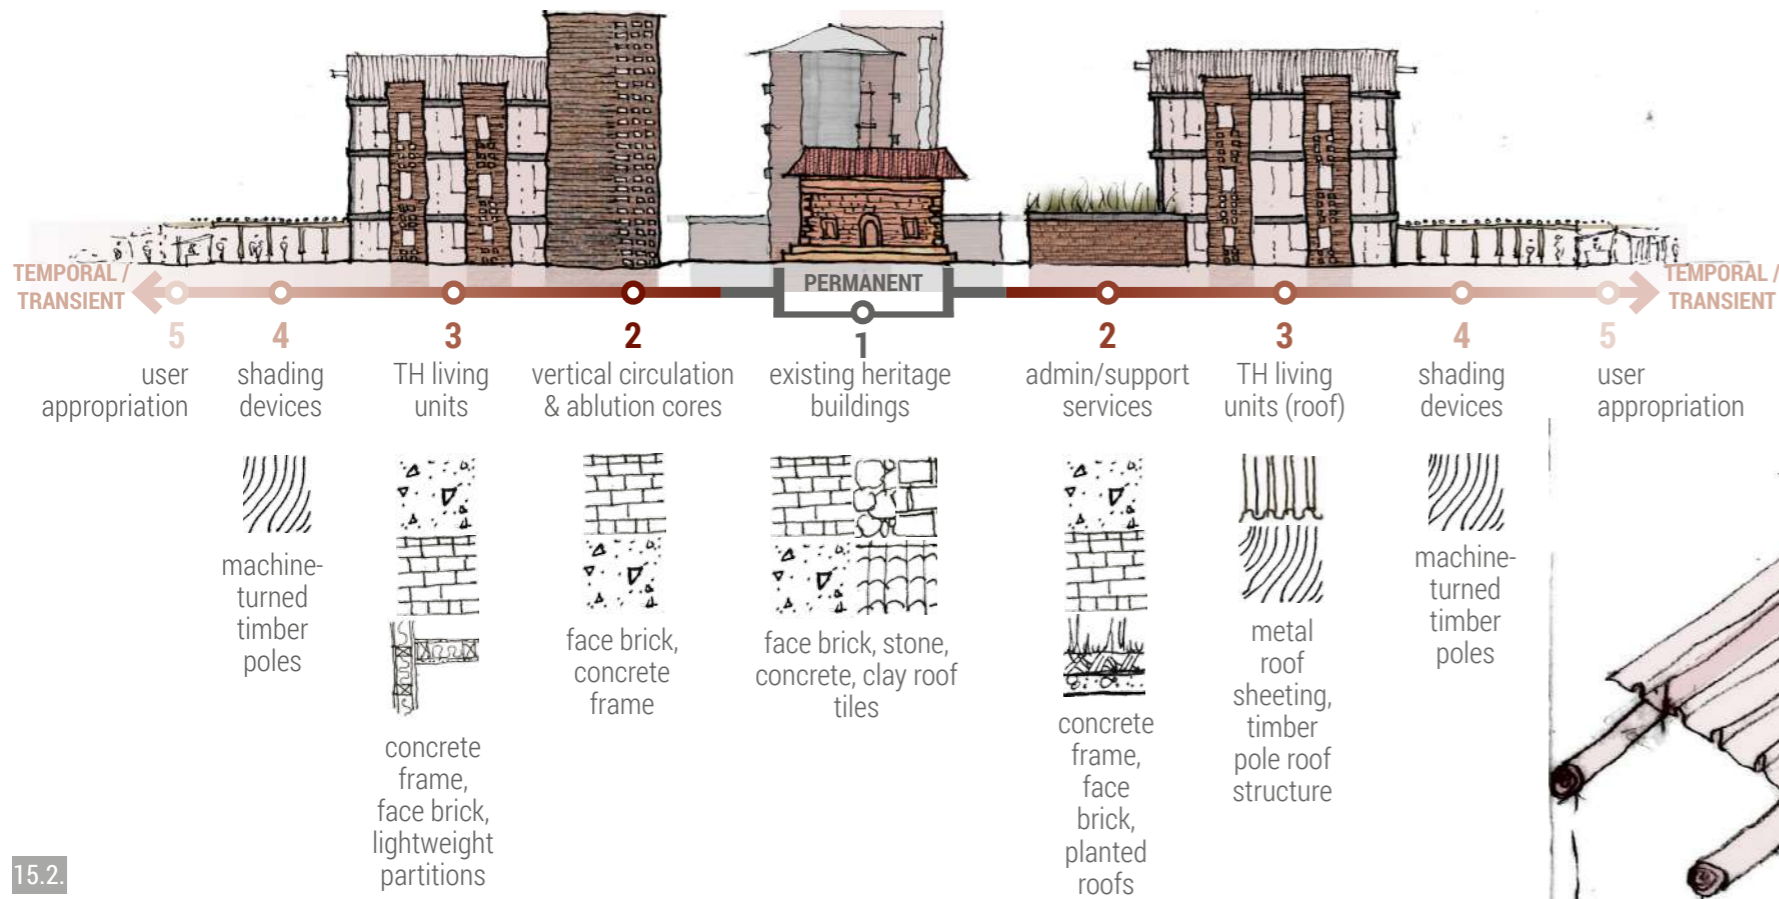 TEMPORAL /
TRANSIENT
PERMANENT
TEMPORAL /
TRANSIENT
5
4
3
2
1
2
3
4
5
user
appropriation
shading
devices
TH living
units
vertical circulation
& ablution cores
existing heritage
buildings
admin/support
services
TH living
units (roof)
shading
devices
user
appropriation
machine-
turned
timber
poles
concrete
frame,
face brick,
lightweight
partitions
face brick,
concrete
frame
face brick, stone,
concrete, clay roof
tiles
concrete
frame,
face
brick,
planted
roofs
metal
roof
sheeting,
timber
pole roof
structure
machine-
turned
timber
poles
15.2.